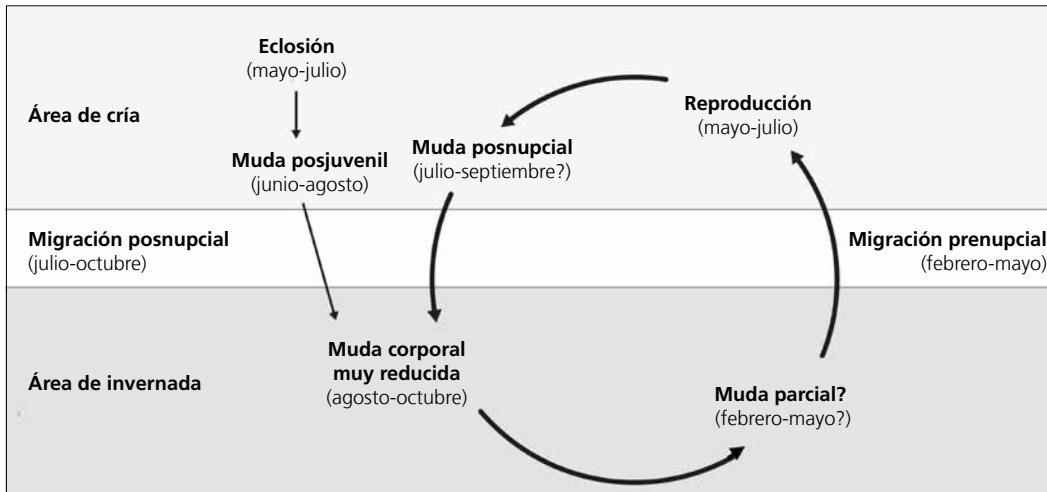 Eclosión
(mayo-julio)
Área de cría
Reproducción
(mayo-julio)
Muda posjuvenil
(junio-agosto)
Muda posnupcial
(julio-septiembre?)
Migración posnupcial
(julio-octubre)
Migración prenupcial
(febrero-mayo)
Área de invernada
Muda corporal
muy reducida
(agosto-octubre)
Muda parcial?
(febrero-mayo?)